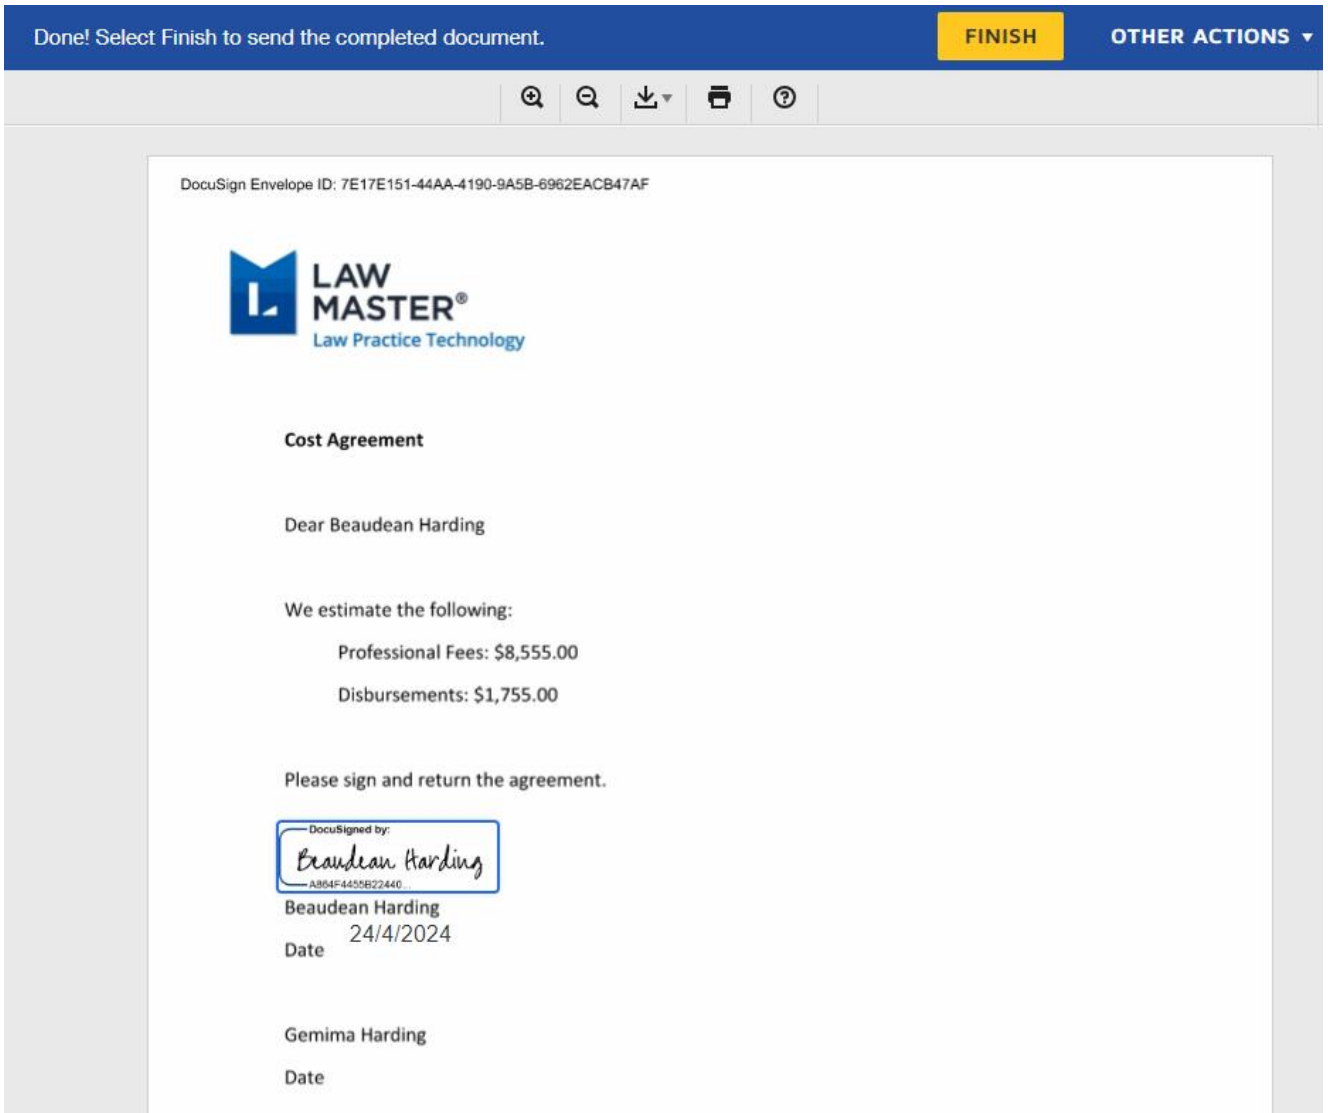 Done! Select Finish to send the completed document.
FINISH
OTHER ACTIONS
DocuSign Envelope ID: 7E17E151-44AA-4190-9A5B-6962EACB47AF
L
LAW
MASTER®
Law Practice Technology
Cost Agreement
Dear Beaudean Harding
We estimate the following:
Professional Fees: $8,555.00
Disbursements: $1,755.00
Please sign and return the agreement.
DocuSigned by:
Beaudean Harding
A864F4455B22440...
Beaudean Harding
Date 24/4/2024
Gemima Harding
Date